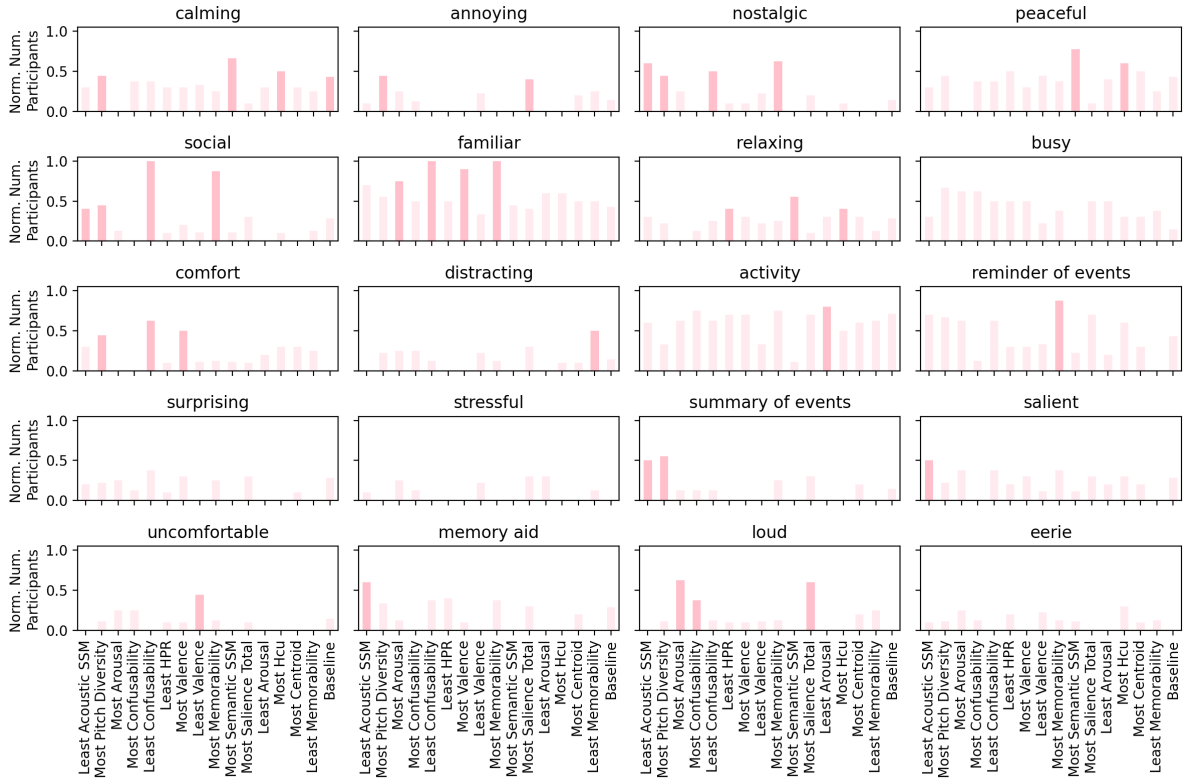 calming annoying nostalgic peaceful
Norm. Num.
Participants
1.0
0.5
0.0
social familiar relaxing busy
Norm. Num.
Participants
1.0
0.5
0.0
comfort distracting activity reminder of events
Norm. Num.
Participants
1.0
0.5
0.0
surprising stressful summary of events salient
Norm. Num.
Participants
1.0
0.5
0.0
uncomfortable memory aid loud eerie
Norm. Num.
Participants
1.0
0.5
0.0
Least Acoustic SSM
Most Pitch Diversity
Most Arousal
Most Confusability
Least Confusability
Least HPR
Most Valence
Least Valence
Most Memorability
Most Semantic SSM
Most Salience Total
Least Arousal
Most Hcu
Most Centroid
Least Memorability
Baseline
Least Acoustic SSM
Most Pitch Diversity
Most Arousal
Most Confusability
Least Confusability
Least HPR
Most Valence
Least Valence
Most Memorability
Most Semantic SSM
Most Salience Total
Least Arousal
Most Hcu
Most Centroid
Least Memorability
Baseline
Least Acoustic SSM
Most Pitch Diversity
Most Arousal
Most Confusability
Least Confusability
Least HPR
Most Valence
Least Valence
Most Memorability
Most Semantic SSM
Most Salience Total
Least Arousal
Most Hcu
Most Centroid
Least Memorability
Baseline
Least Acoustic SSM
Most Pitch Diversity
Most Arousal
Most Confusability
Least Confusability
Least HPR
Most Valence
Least Valence
Most Memorability
Most Semantic SSM
Most Salience Total
Least Arousal
Most Hcu
Most Centroid
Least Memorability
Baseline